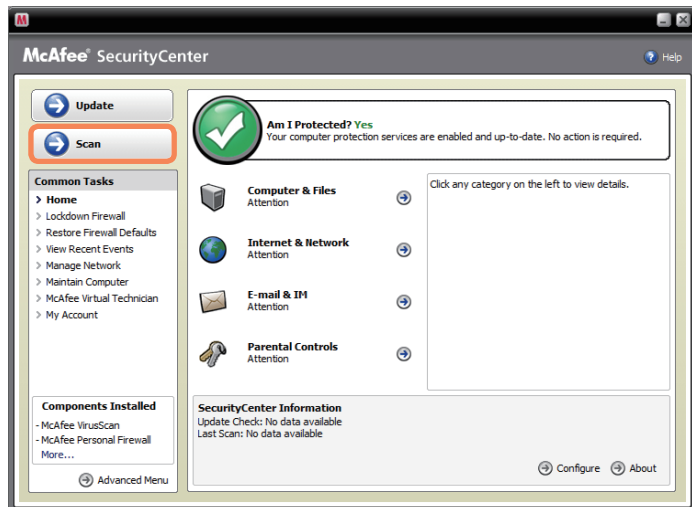 McAfee® SecurityCenter
Help
Update
Scan
Common Tasks
> Home
> Lockdown Firewall
> Restore Firewall Defaults
> View Recent Events
> Manage Network
> Maintain Computer
> McAfee Virtual Technician
> My Account
Components Installed
- McAfee VirusScan
- McAfee Personal Firewall
More...
Advanced Menu
Am I Protected? Yes
Your computer protection services are enabled and up-to-date. No action is required.
Computer & Files
Attention
Internet & Network
Attention
E-mail & IM
Attention
Parental Controls
Attention
Click any category on the left to view details.
SecurityCenter Information
Update Check: No data available
Last Scan: No data available
Configure
About